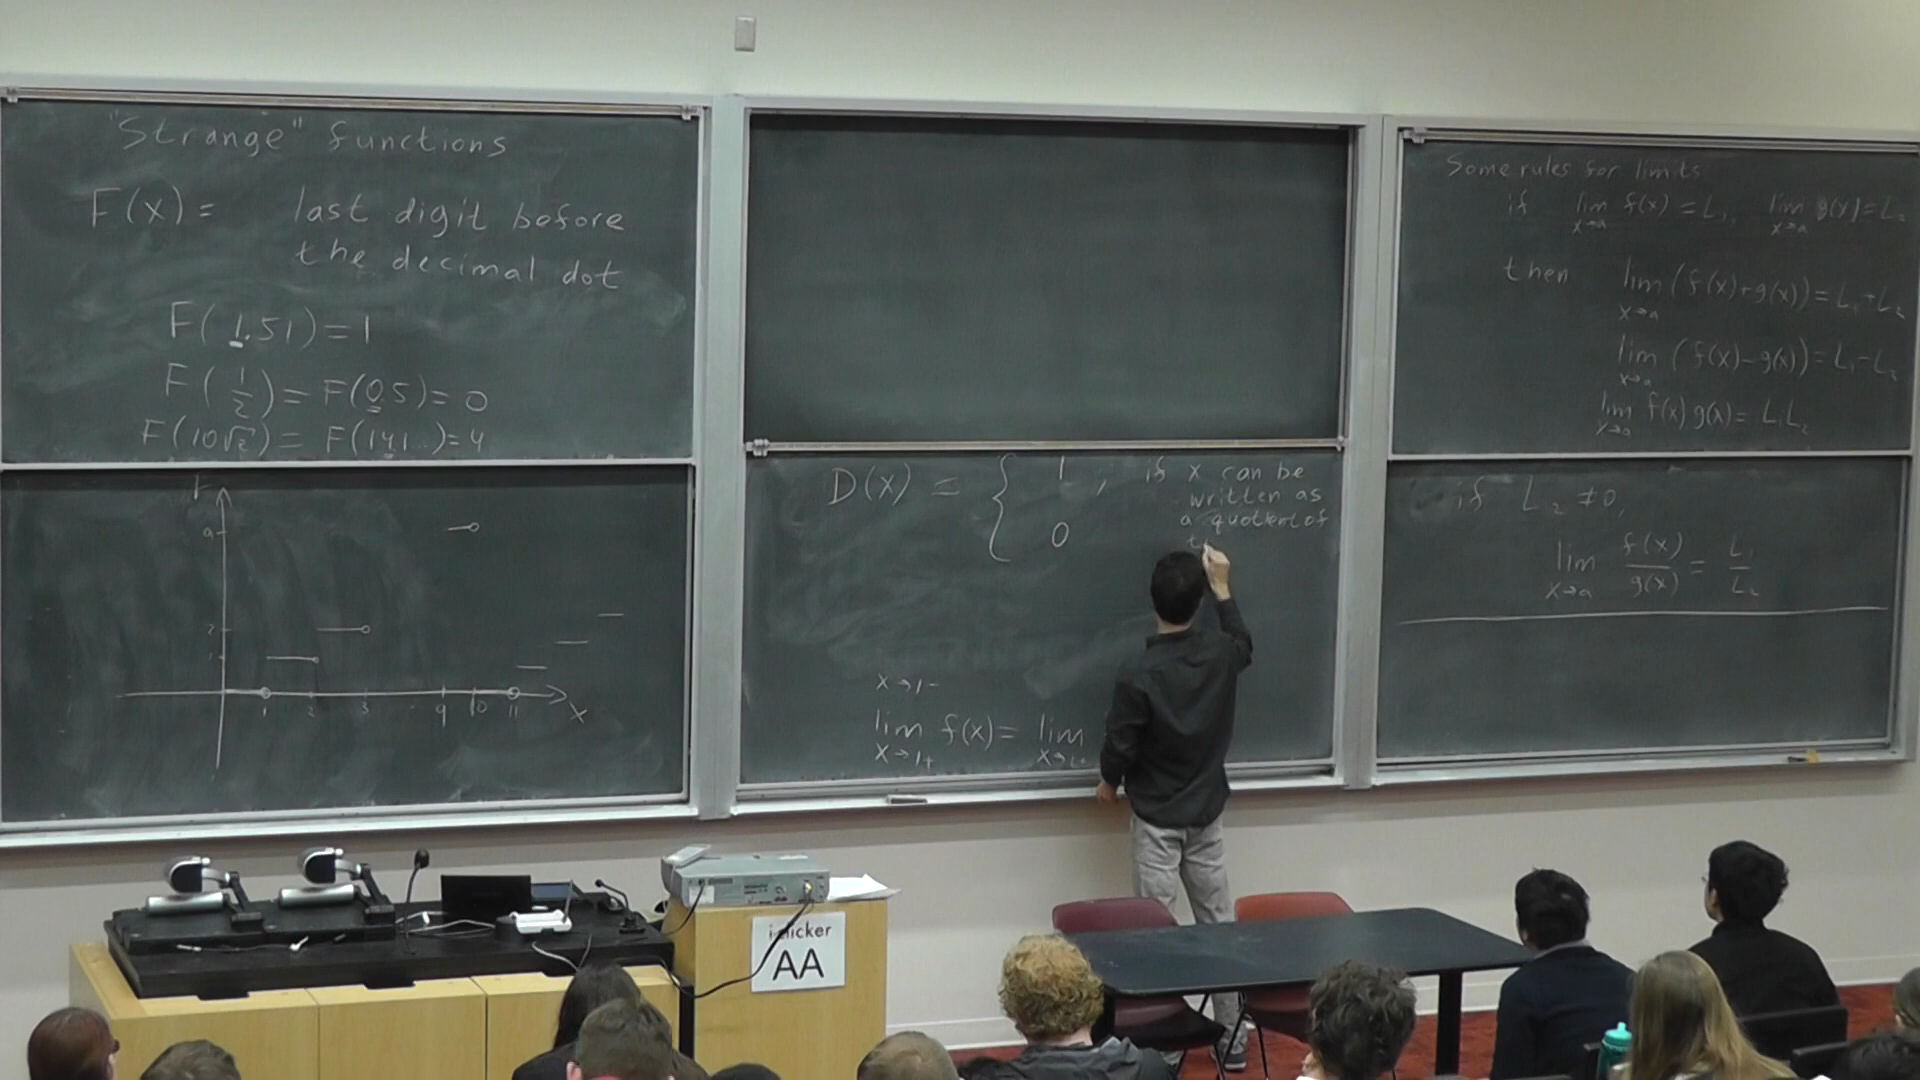 "Strange" functions
F(x) = last digit before
the decimal dot
F(1.51) = 1
F(1/2) = F(0.5) = 0
F(10√2) = F(14.1...) = 4
F
9
2
1
1 2 3 9 10 11 x
D(x) = { 1, if x can be
written as
a quotient of
0
x→1-
lim f(x) = lim
x→1+
Some rules for limits
if lim x→a f(x) = L₁, lim x→a g(x) = L₂
then lim x→a (f(x)+g(x)) = L₁+L₂
lim x→a (f(x)-g(x)) = L₁-L₂
lim x→a f(x)g(x) = L₁L₂
if L₂ ≠ 0,
lim x→a f(x)/g(x) = L₁/L₂
i-clicker
AA